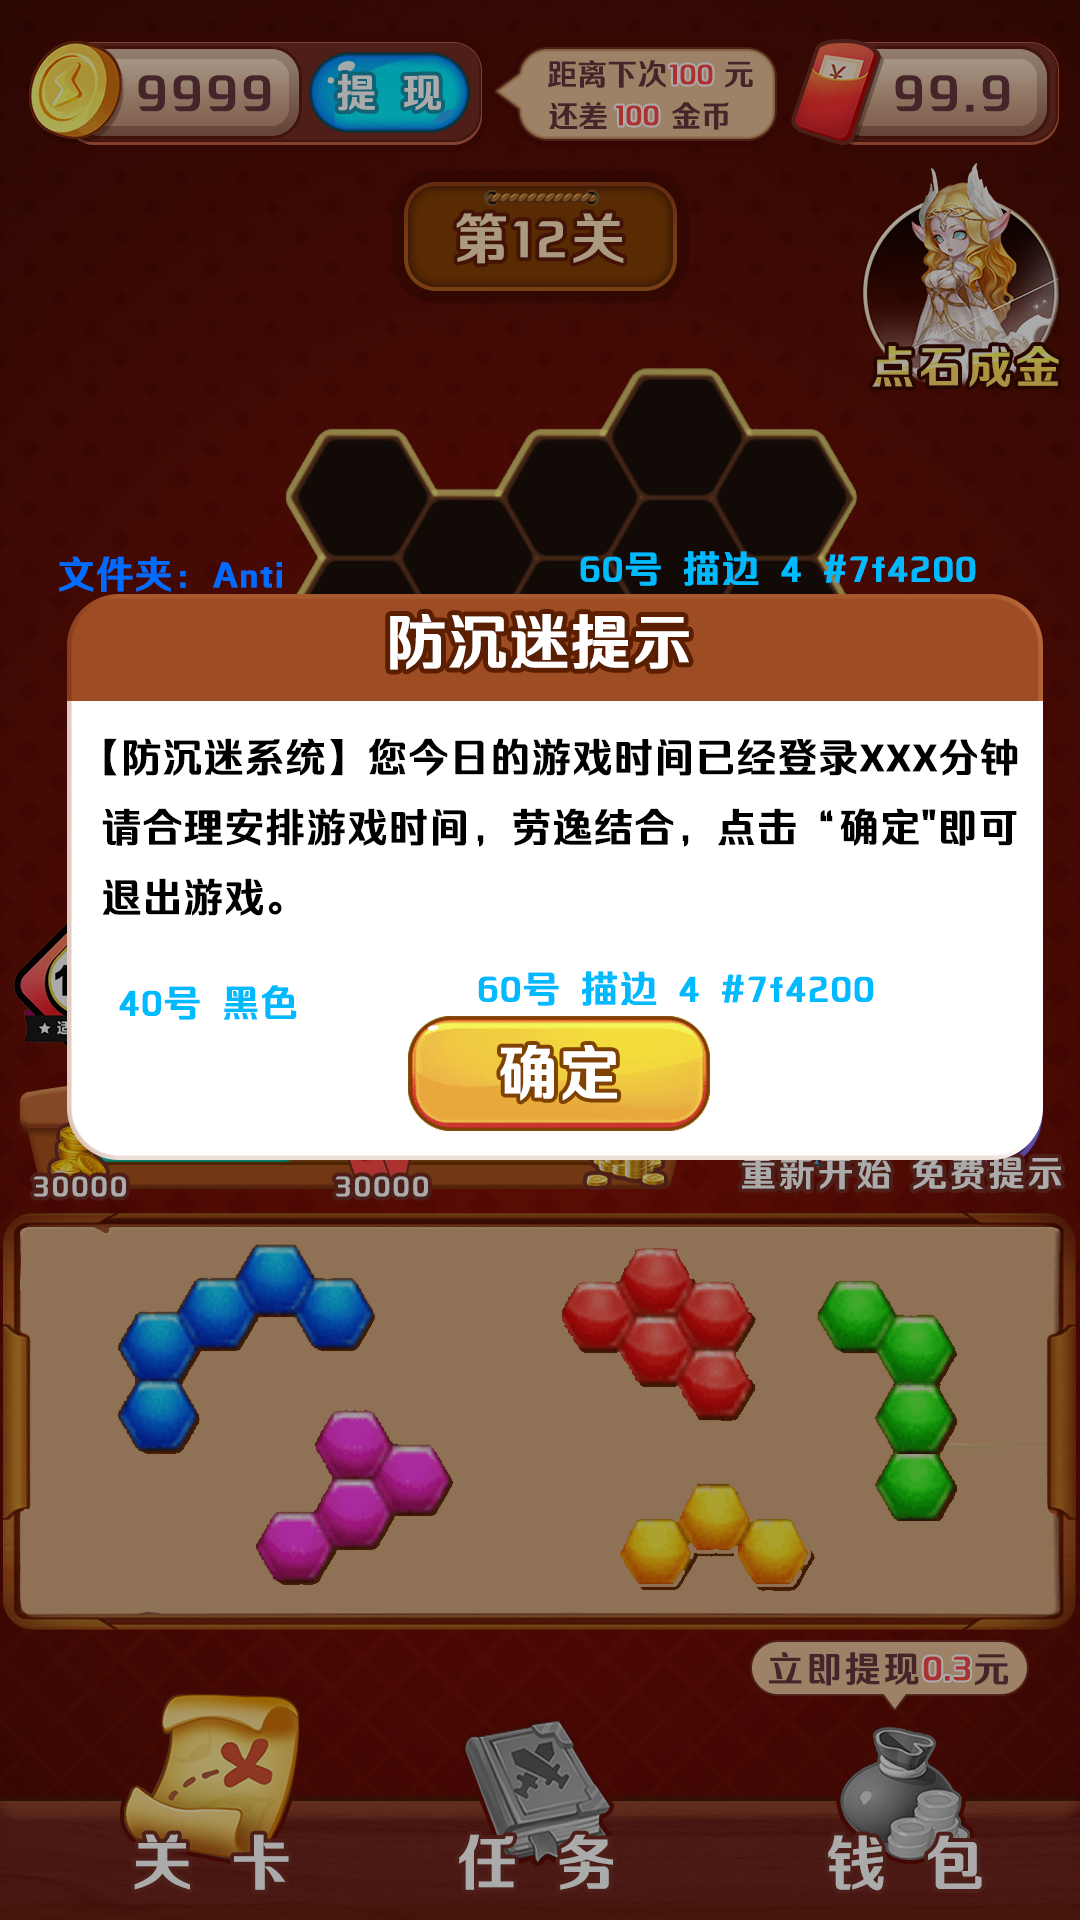 9999
提 现
距离下次100 元
还差 100 金币
99.9
第12关
点石成金
文件夹：Anti
60号 描边 4 #7f4200
防沉迷提示
【防沉迷系统】您今日的游戏时间已经登录XXX分钟
请合理安排游戏时间，劳逸结合，点击“确定"即可
退出游戏。
40号 黑色
60号 描边 4 #7f4200
确定
30000
30000
重新开始
免费提示
立即提现0.3元
关 卡
任 务
钱 包